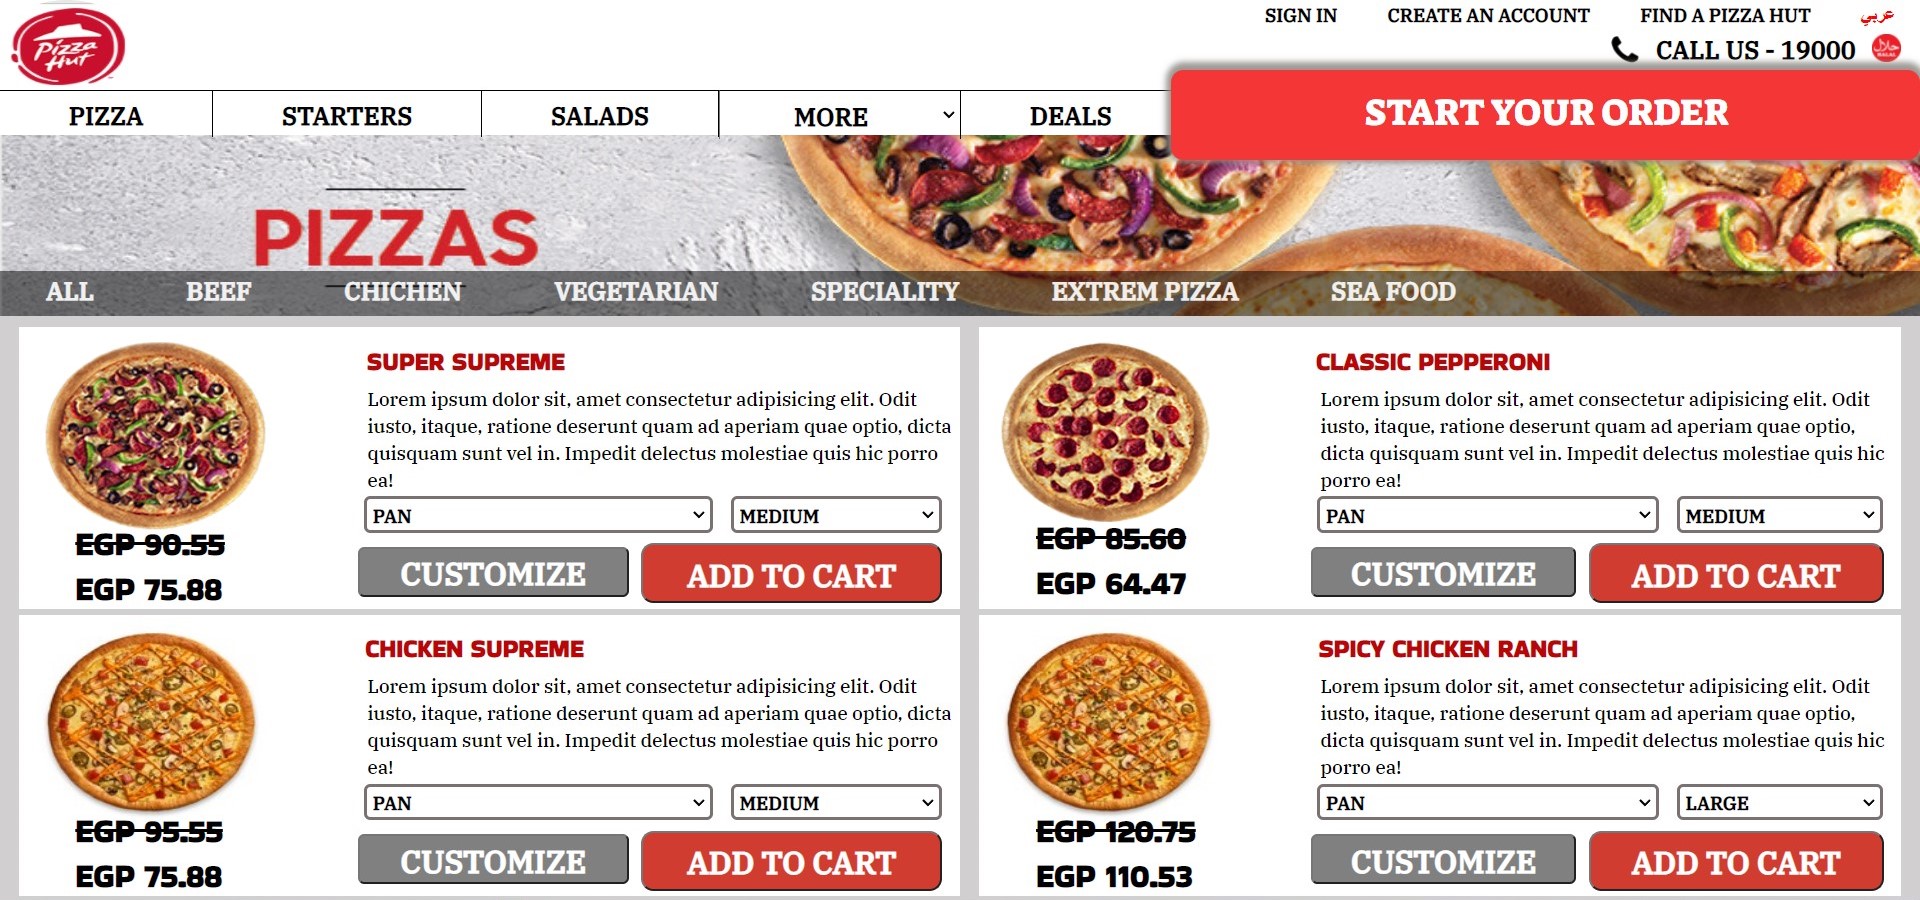 Pizza
Hut
SIGN IN
CREATE AN ACCOUNT
FIND A PIZZA HUT
عربي
CALL US - 19000
حلال
HALAL
PIZZA
STARTERS
SALADS
MORE
DEALS
START YOUR ORDER
PIZZAS
ALL
BEEF
CHICHEN
VEGETARIAN
SPECIALITY
EXTREM PIZZA
SEA FOOD
SUPER SUPREME
Lorem ipsum dolor sit, amet consectetur adipisicing elit. Odit
iusto, itaque, ratione deserunt quam ad aperiam quae optio, dicta
quisquam sunt vel in. Impedit delectus molestiae quis hic porro
ea!
PAN
MEDIUM
EGP 90.55
EGP 75.88
CUSTOMIZE
ADD TO CART
CLASSIC PEPPERONI
Lorem ipsum dolor sit, amet consectetur adipisicing elit. Odit
iusto, itaque, ratione deserunt quam ad aperiam quae optio,
dicta quisquam sunt vel in. Impedit delectus molestiae quis hic
porro ea!
PAN
MEDIUM
EGP 85.60
EGP 64.47
CUSTOMIZE
ADD TO CART
CHICKEN SUPREME
Lorem ipsum dolor sit, amet consectetur adipisicing elit. Odit
iusto, itaque, ratione deserunt quam ad aperiam quae optio, dicta
quisquam sunt vel in. Impedit delectus molestiae quis hic porro
ea!
PAN
MEDIUM
EGP 95.55
EGP 75.88
CUSTOMIZE
ADD TO CART
SPICY CHICKEN RANCH
Lorem ipsum dolor sit, amet consectetur adipisicing elit. Odit
iusto, itaque, ratione deserunt quam ad aperiam quae optio,
dicta quisquam sunt vel in. Impedit delectus molestiae quis hic
porro ea!
PAN
LARGE
EGP 120.75
EGP 110.53
CUSTOMIZE
ADD TO CART